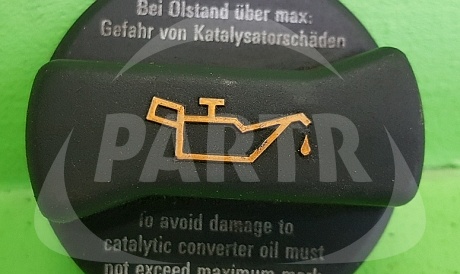 Bei Ölstand über max:
Gefahr von Katalysatorschäden
PARTR
To avoid damage to
catalytic converter oil must
not exceed maximum mark